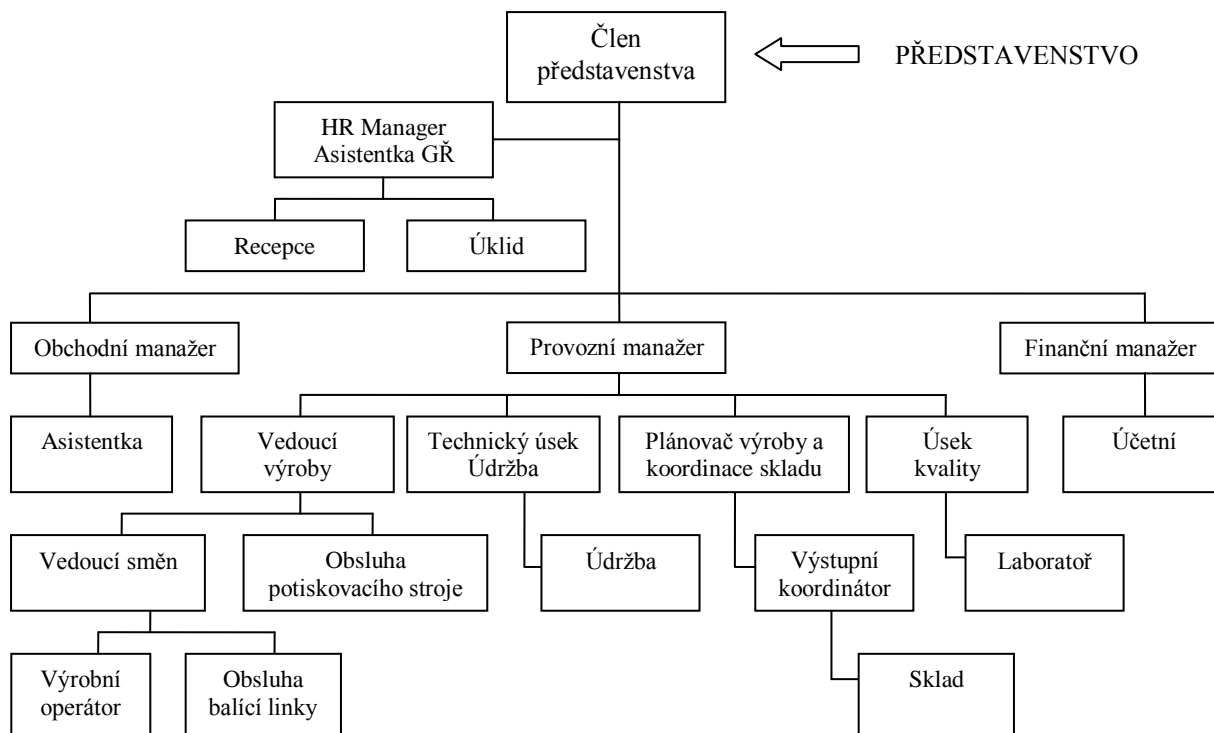 Člen
představenstva
PŘEDSTAVENSTVO
HR Manager
Asistentka GŘ
Recepce
Úklid
Obchodní manažer
Provozní manažer
Finanční manažer
Asistentka
Vedoucí
výroby
Technický úsek
Údržba
Plánovač výroby a
koordinace skladu
Úsek
kvality
Účetní
Vedoucí směn
Obsluha
potiskovacího stroje
Údržba
Výstupní
koordinátor
Laboratoř
Výrobní
operátor
Obsluha
balící linky
Sklad